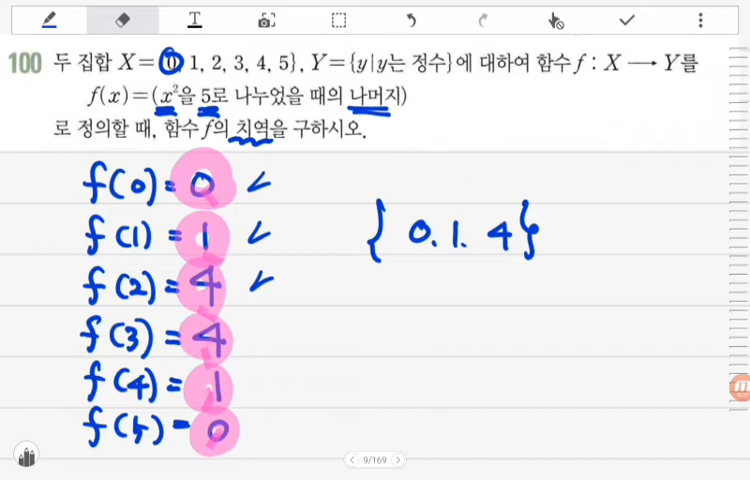 100 두 집합 X={0, 1, 2, 3, 4, 5}, Y={y|y는 정수}에 대하여 함수 f : X → Y를
f(x)=(x²을 5로 나누었을 때의 나머지)
로 정의할 때, 함수 f의 치역을 구하시오.
f(0)=0 ✓
f(1)=1 ✓
f(2)=4 ✓
f(3)=4
f(4)=1
f(5)=0
{0. 1. 4}
9/169